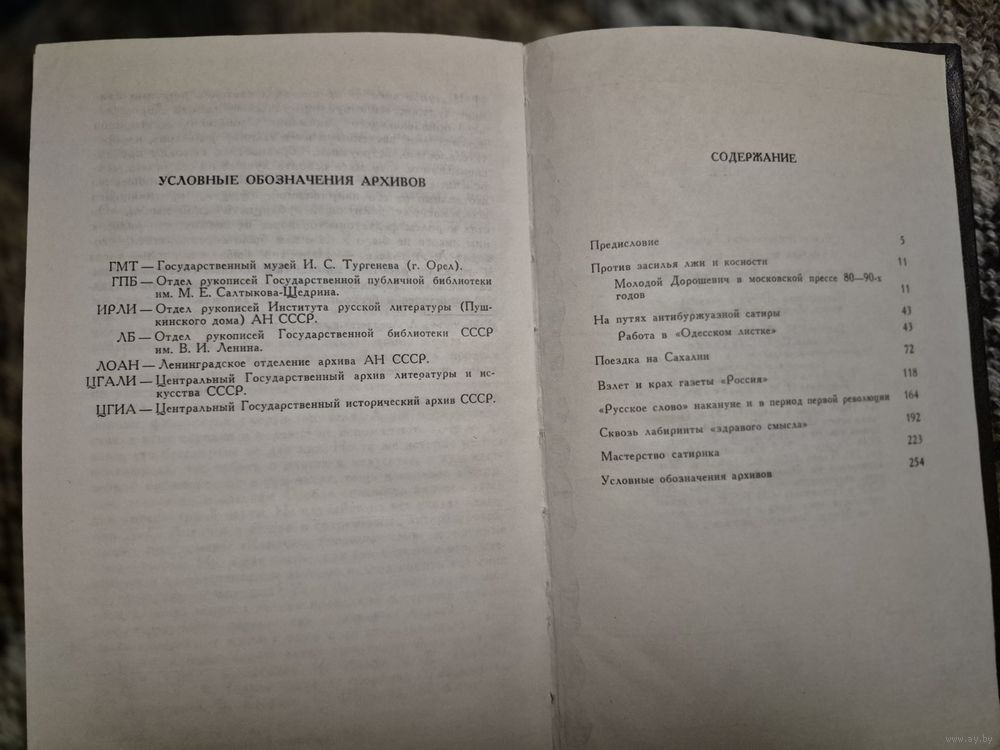 УСЛОВНЫЕ ОБОЗНАЧЕНИЯ АРХИВОВ
ГМТ — Государственный музей И. С. Тургенева (г. Орел).
ГПБ — Отдел рукописей Государственной публичной библиотеки
им. М. Е. Салтыкова-Щедрина.
ИРЛИ — Отдел рукописей Института русской литературы (Пуш-
кинского дома) АН СССР.
ЛБ — Отдел рукописей Государственной библиотеки СССР
им. В. И. Ленина.
ЛОАН — Ленинградское отделение архива АН СССР.
ЦГАЛИ — Центральный Государственный архив литературы и ис-
кусства СССР.
ЦГИА — Центральный Государственный исторический архив СССР.
СОДЕРЖАНИЕ
Предисловие 5
Против засилья лжи и косности 11
Молодой Дорошевич в московской прессе 80—90-х
годов 11
На путях антибуржуазной сатиры 43
Работа в «Одесском листке» 43
Поездка на Сахалин 72
Взлет и крах газеты «Россия» 118
«Русское слово» накануне и в период первой революции 164
Сквозь лабиринты «здравого смысла» 192
Мастерство сатирика 223
Условные обозначения архивов 254
www.ay.by